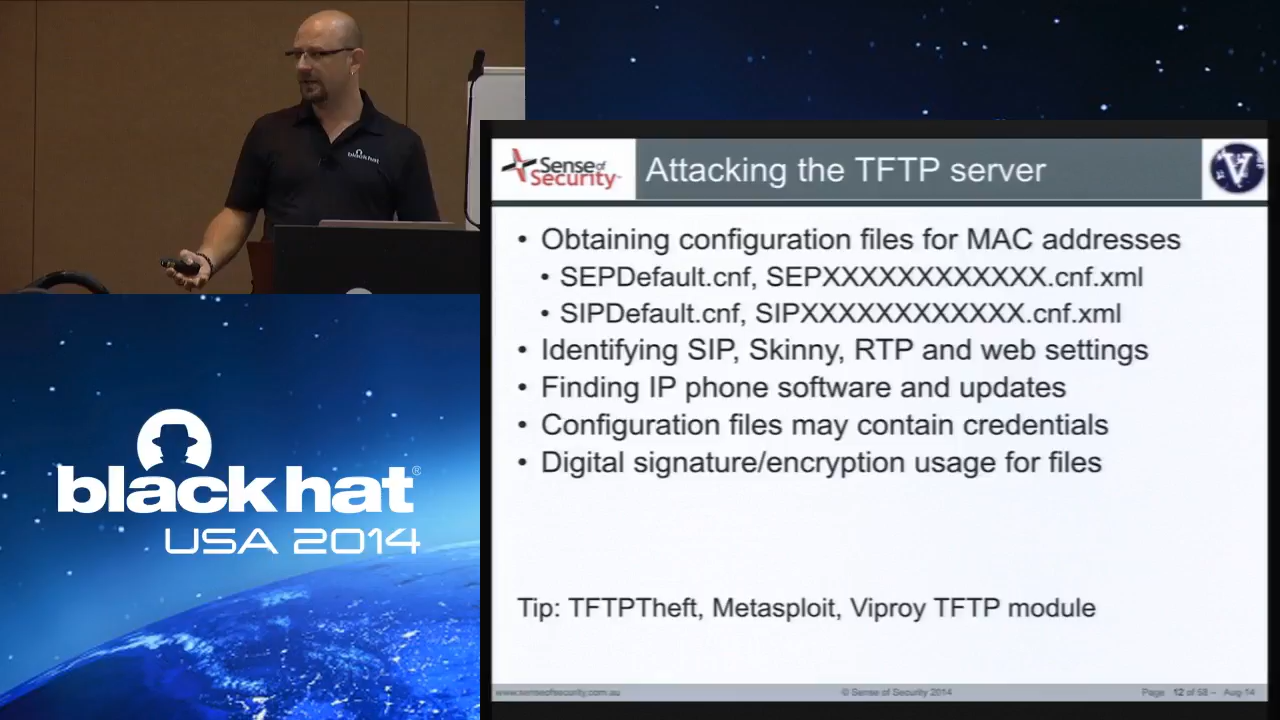 black hat
Sense of
Security
Attacking the TFTP server
• Obtaining configuration files for MAC addresses
• SEPDefault.cnf, SEPXXXXXXXXXXXX.cnf.xml
• SIPDefault.cnf, SIPXXXXXXXXXXXX.cnf.xml
• Identifying SIP, Skinny, RTP and web settings
• Finding IP phone software and updates
• Configuration files may contain credentials
• Digital signature/encryption usage for files
Tip: TFTPTheft, Metasploit, Viproy TFTP module
www.senseofsecurity.com.au
© Sense of Security 2014
Page 12 of 58 – Aug-14
black hat®
USA 2014